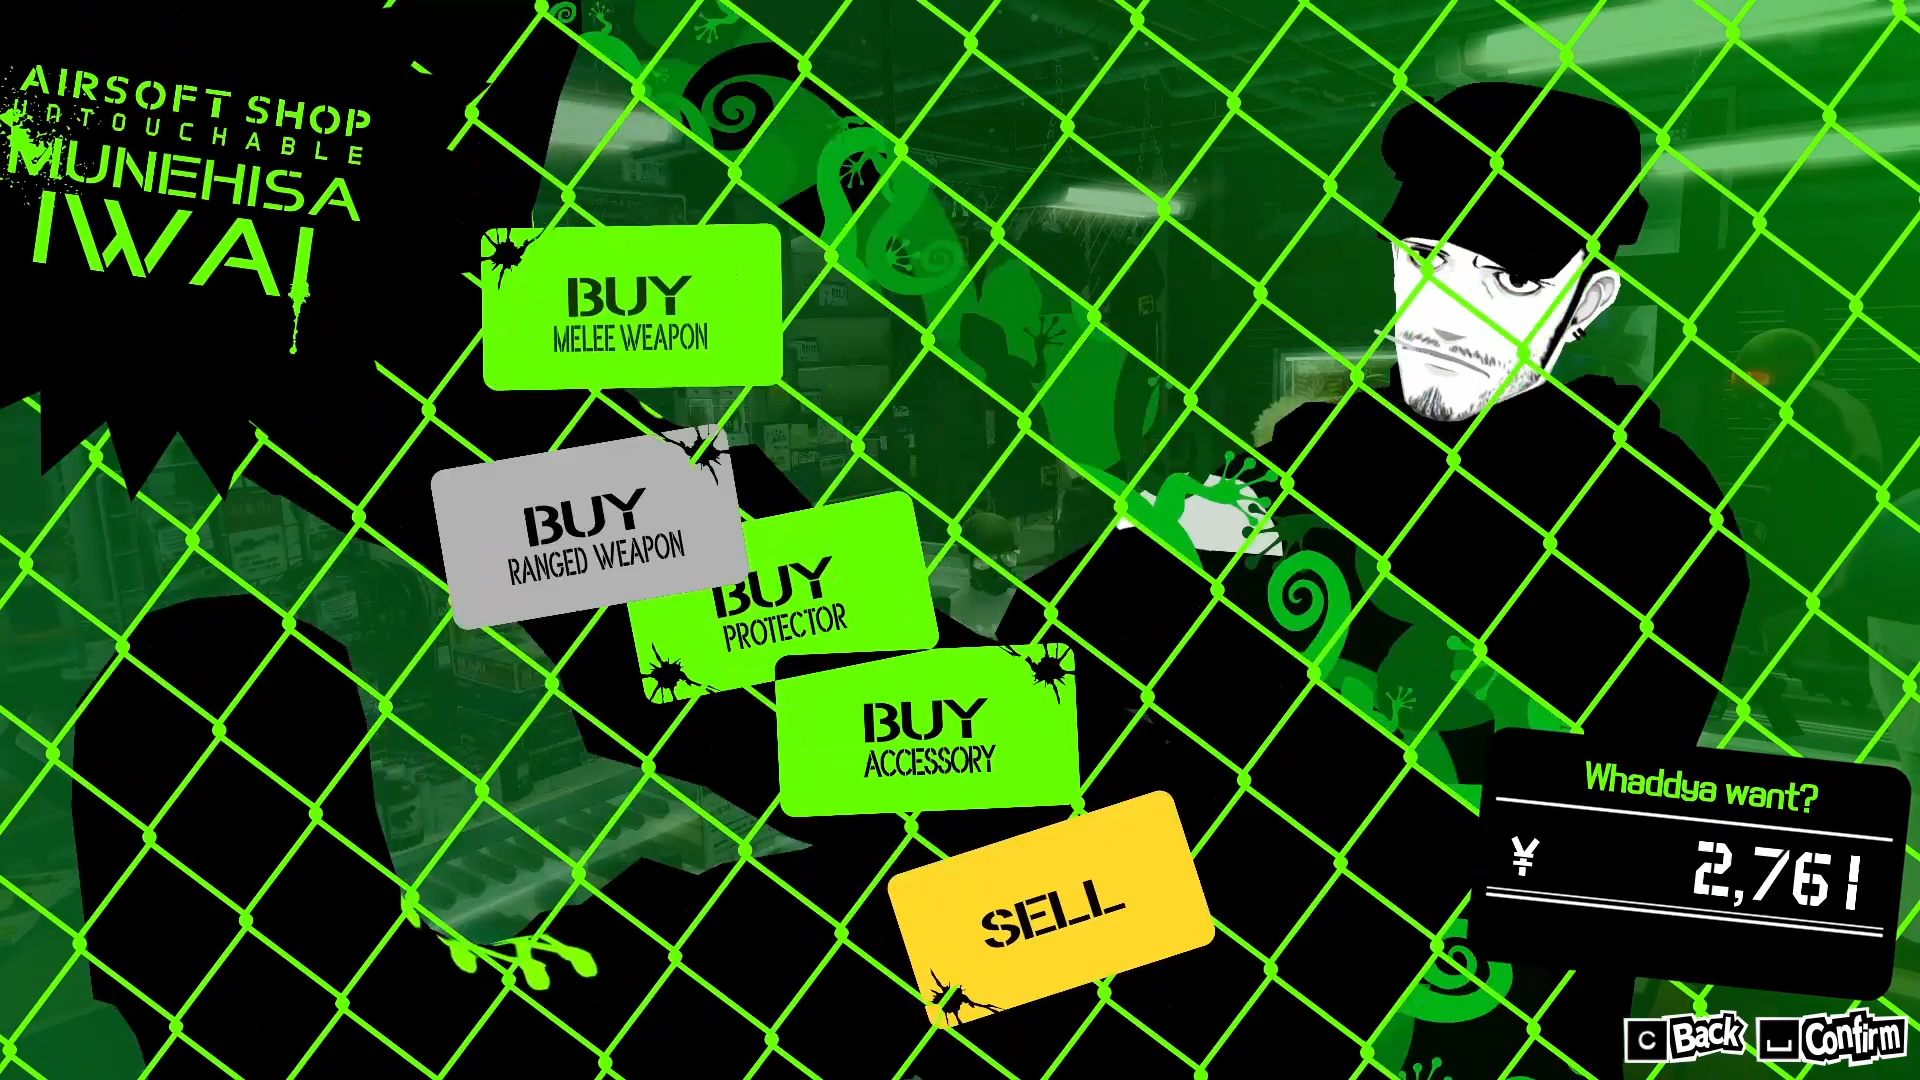 AIRSOFT SHOP
UNTOUCHABLE
MUNEHISA
IWAI
BUY
MELEE WEAPON
BUY
RANGED WEAPON
BUY
PROTECTOR
BUY
ACCESSORY
SELL
Whaddya want?
¥ 2,761
C Back Confirm